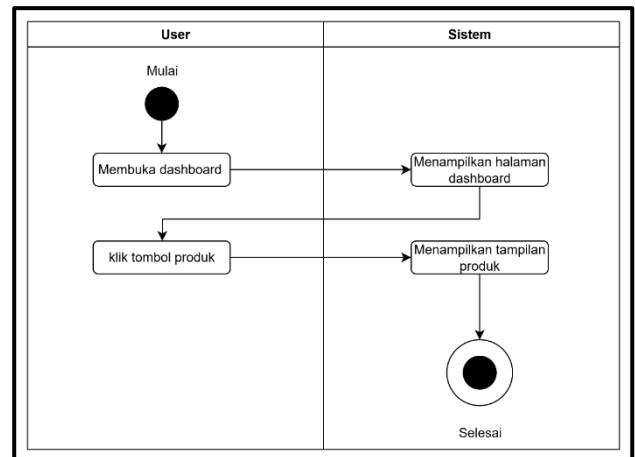 User
Sistem
Mulai
Membuka dashboard
Menampilkan halaman
dashboard
klik tombol produk
Menampilkan tampilan
produk
Selesai